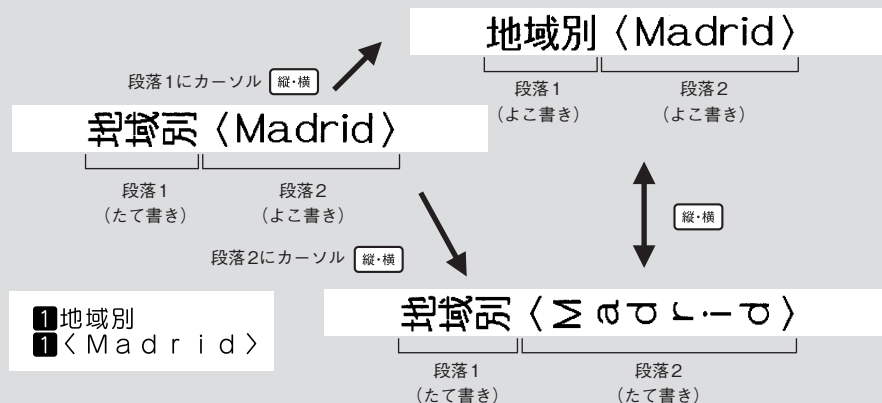 地域別〈Madrid〉
段落1
(よこ書き)
段落2
(よこ書き)
段落1にカーソル 縦・横
地域別〈Madrid〉
段落1
(たて書き)
段落2
(よこ書き)
縦・横
段落2にカーソル 縦・横
地域別〈Madrid〉
段落1
(たて書き)
段落2
(たて書き)
1地域別
1〈Madrid〉